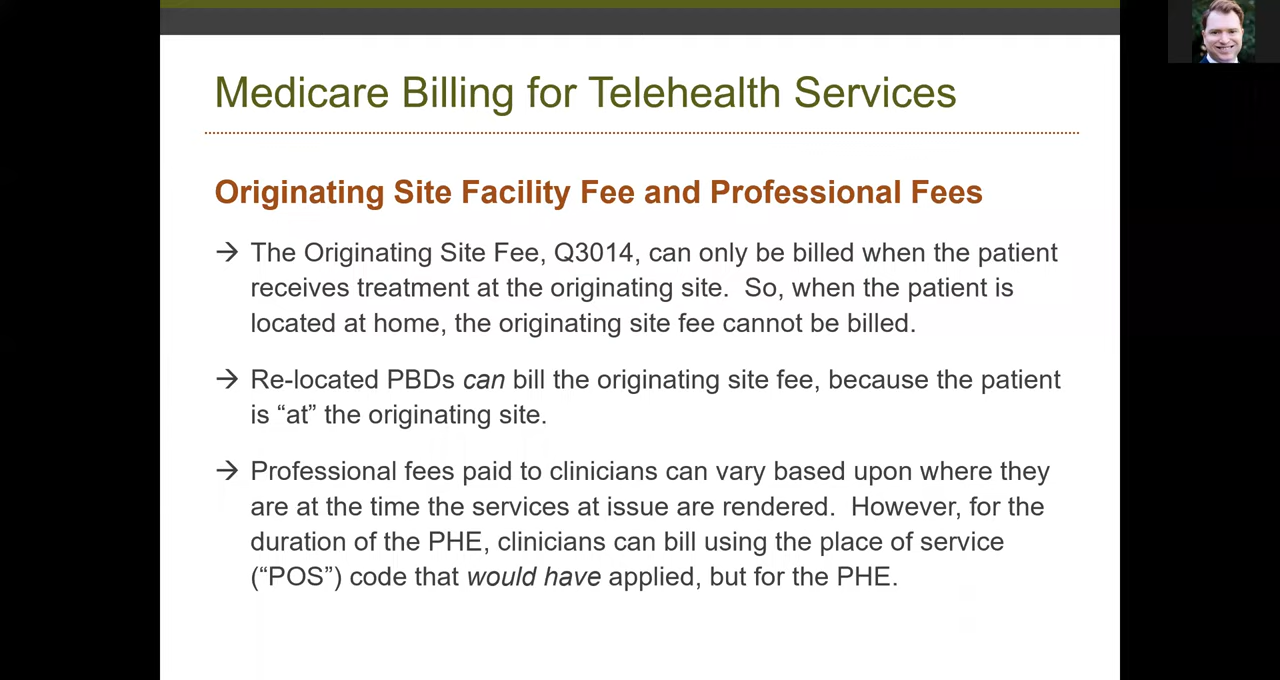 Medicare Billing for Telehealth Services
Originating Site Facility Fee and Professional Fees
→ The Originating Site Fee, Q3014, can only be billed when the patient
receives treatment at the originating site.  So, when the patient is
located at home, the originating site fee cannot be billed.
→ Re-located PBDs can bill the originating site fee, because the patient
is “at” the originating site.
→ Professional fees paid to clinicians can vary based upon where they
are at the time the services at issue are rendered.  However, for the
duration of the PHE, clinicians can bill using the place of service
(“POS”) code that would have applied, but for the PHE.